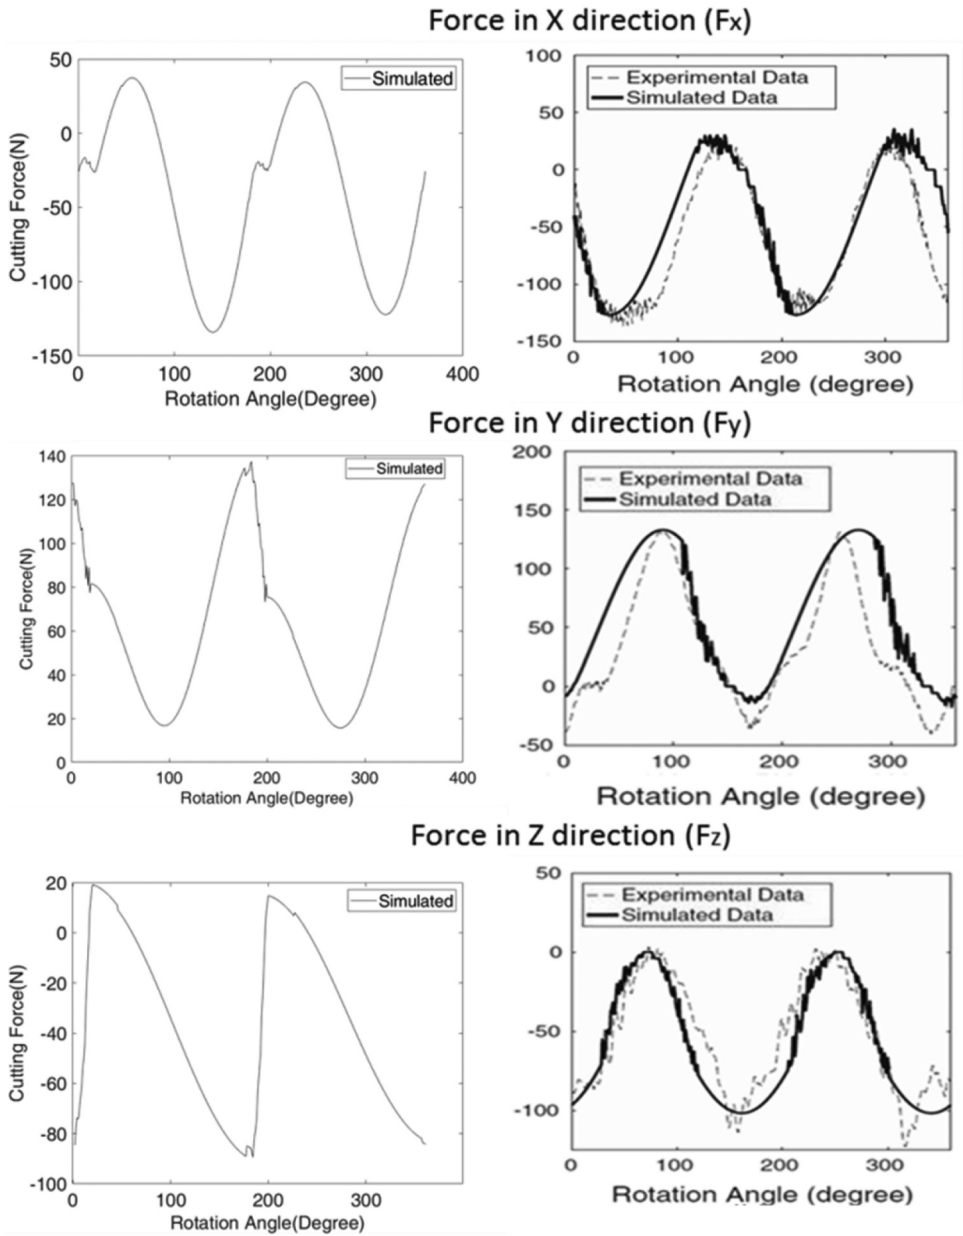 Force in X direction (Fx)
50
0
-50
-100
-150
0
100
200
300
400
Cutting Force(N)
Rotation Angle(Degree)
Simulated
100
50
0
-50
-100
-150
0
100
200
300
Rotation Angle (degree)
Experimental Data
Simulated Data
Force in Y direction (Fy)
140
120
100
80
60
40
20
0
0
100
200
300
400
Cutting Force(N)
Rotation Angle(Degree)
Simulated
200
150
100
50
0
-50
0
100
200
300
Rotation Angle (degree)
Experimental Data
Simulated Data
Force in Z direction (Fz)
20
0
-20
-40
-60
-80
-100
0
100
200
300
Cutting Force(N)
Rotation Angle(Degree)
Simulated
50
0
-50
-100
0
100
200
300
Rotation Angle (degree)
Experimental Data
Simulated Data